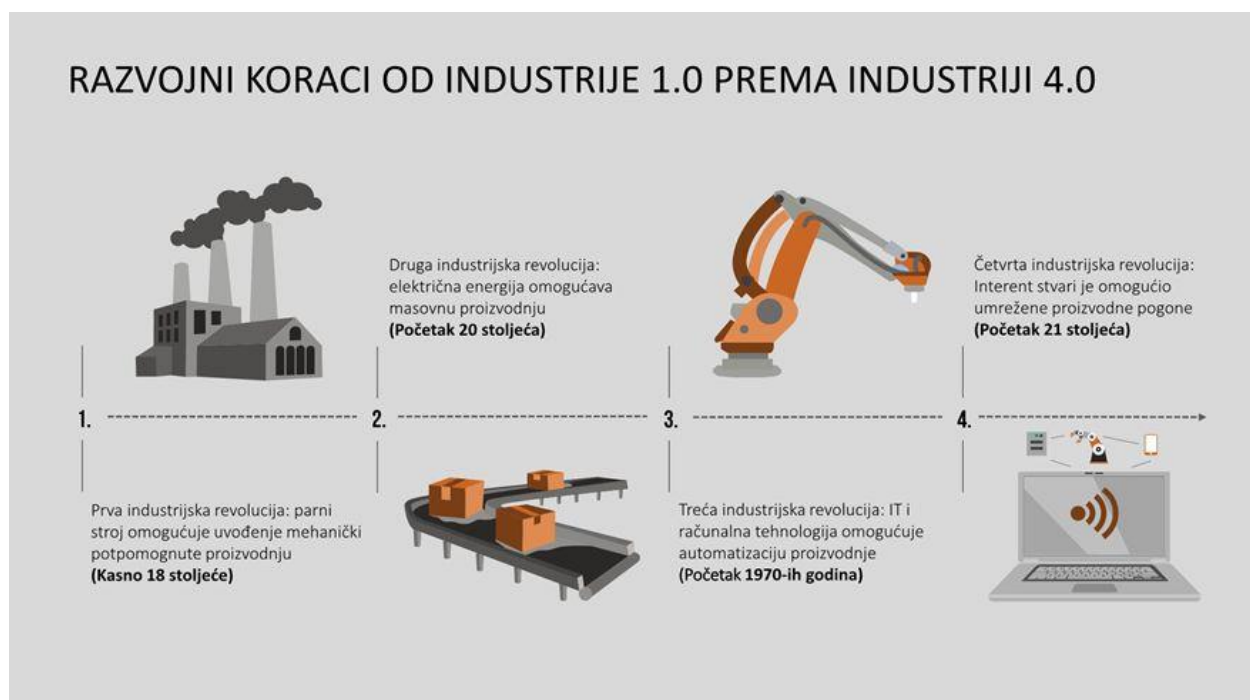 RAZVOJNI KORACI OD INDUSTRIJE 1.0 PREMA INDUSTRIJI 4.0
1.
Prva industrijska revolucija: parni
stroj omogućuje uvođenje mehanički
potpomognute proizvodnju
(Kasno 18 stoljeće)
2.
Druga industrijska revolucija:
električna energija omogućava
masovnu proizvodnju
(Početak 20 stoljeća)
3.
Treća industrijska revolucija: IT i
računalna tehnologija omogućuje
automatizaciju proizvodnje
(Početak 1970-ih godina)
4.
Četvrta industrijska revolucija:
Interent stvari je omogućio
umrežene proizvodne pogone
(Početak 21 stoljeća)